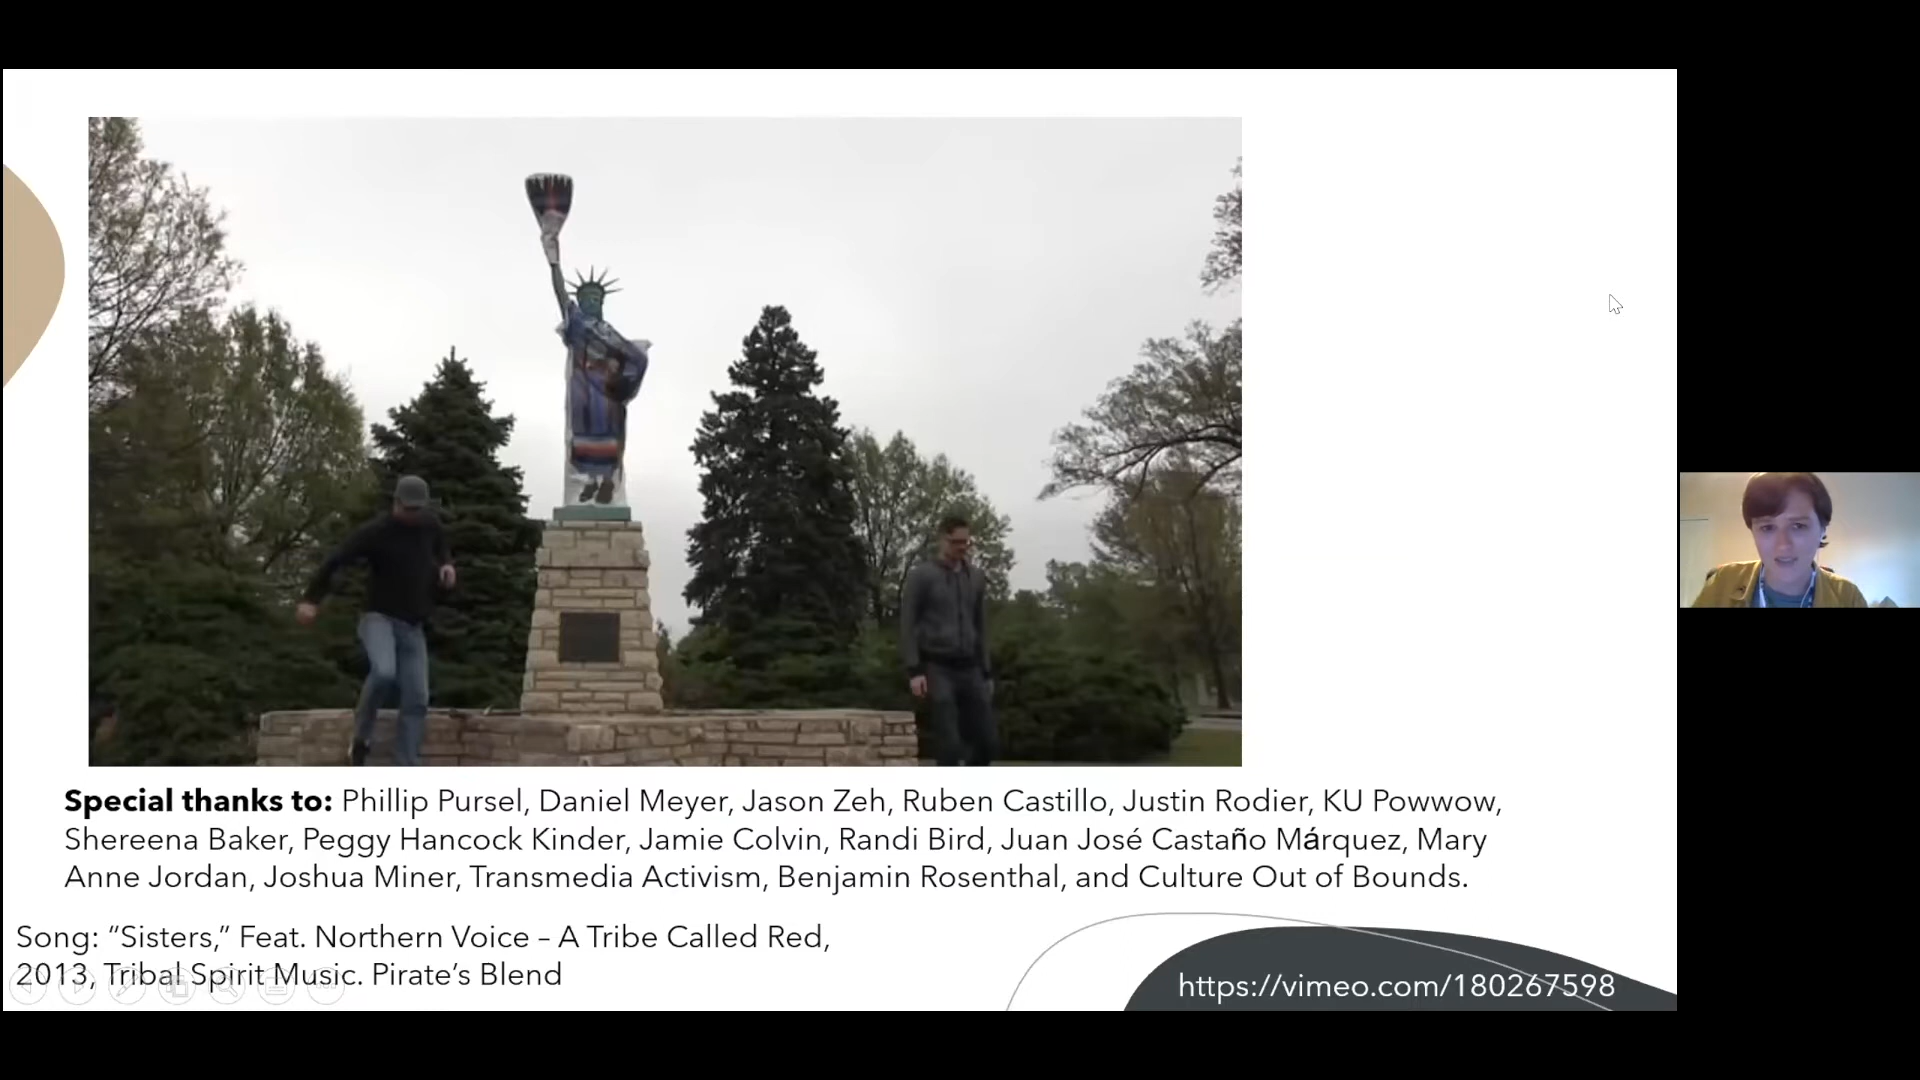 Special thanks to: Phillip Pursel, Daniel Meyer, Jason Zeh, Ruben Castillo, Justin Rodier, KU Powwow,
Shereena Baker, Peggy Hancock Kinder, Jamie Colvin, Randi Bird, Juan José Castaño Márquez, Mary
Anne Jordan, Joshua Miner, Transmedia Activism, Benjamin Rosenthal, and Culture Out of Bounds.
Song: “Sisters,” Feat. Northern Voice – A Tribe Called Red,
2013, Tribal Spirit Music. Pirate’s Blend
https://vimeo.com/180267598